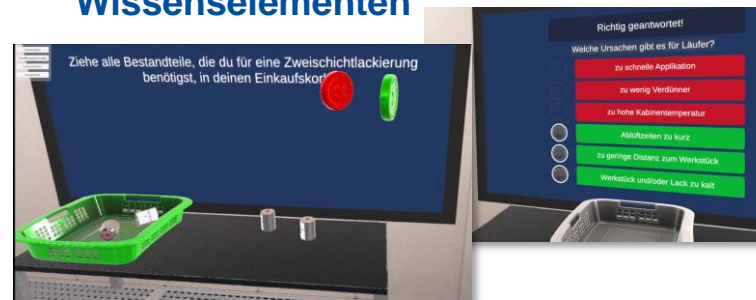 Wissenselementen
Ziehe alle Bestandteile, die du für eine Zweischichtlackierung
benötigst, in deinen
Richtig geantwortet!
Welche Ursachen gibt es für Läufer?
zu schnelle Applikation
zu wenig Verdünner
zu hohe Kabinentemperatur
Ablüftzeiten zu kurz
zu geringe Distanz zum Werkstück
Werkstück und/oder Lack zu kalt